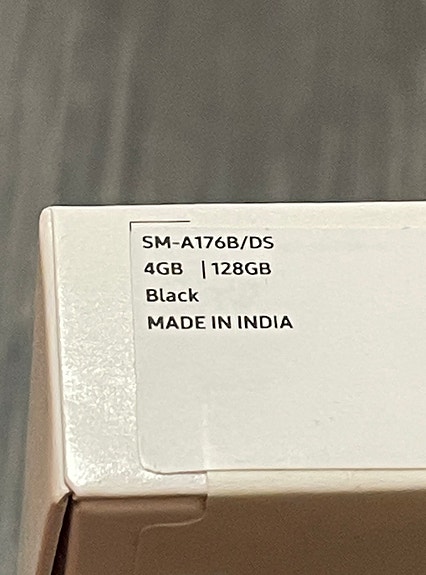 SM-A176B/DS
4GB | 128GB
Black
MADE IN INDIA